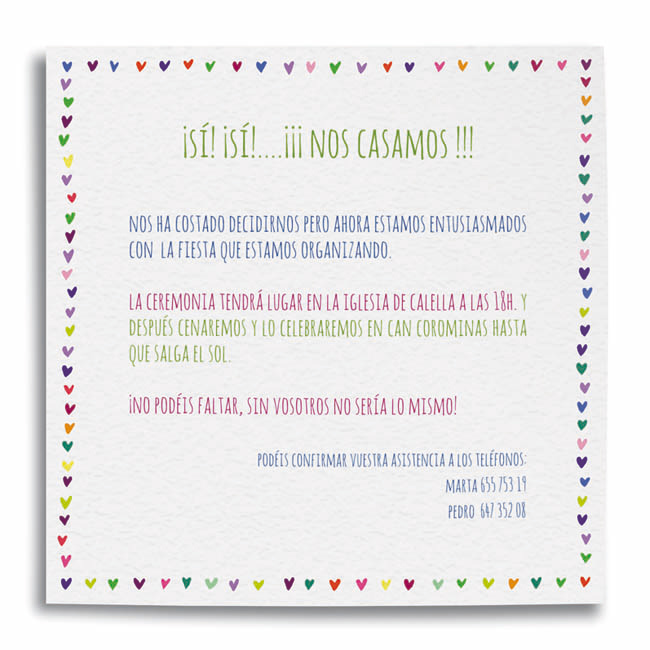 ¡SÍ! ¡SÍ!....¡¡¡ NOS CASAMOS !!!
NOS HA COSTADO DECIDIRNOS PERO AHORA ESTAMOS ENTUSIASMADOS
CON LA FIESTA QUE ESTAMOS ORGANIZANDO.
LA CEREMONIA TENDRÁ LUGAR EN LA IGLESIA DE CALELLA A LAS 18H. Y
DESPUÉS CENAREMOS Y LO CELEBRAREMOS EN CAN COROMINAS HASTA
QUE SALGA EL SOL.
¡NO PODÉIS FALTAR, SIN VOSOTROS NO SERÍA LO MISMO!
PODÉIS CONFIRMAR VUESTRA ASISTENCIA A LOS TELÉFONOS:
MARTA 655 753 19
PEDRO 647 352 08